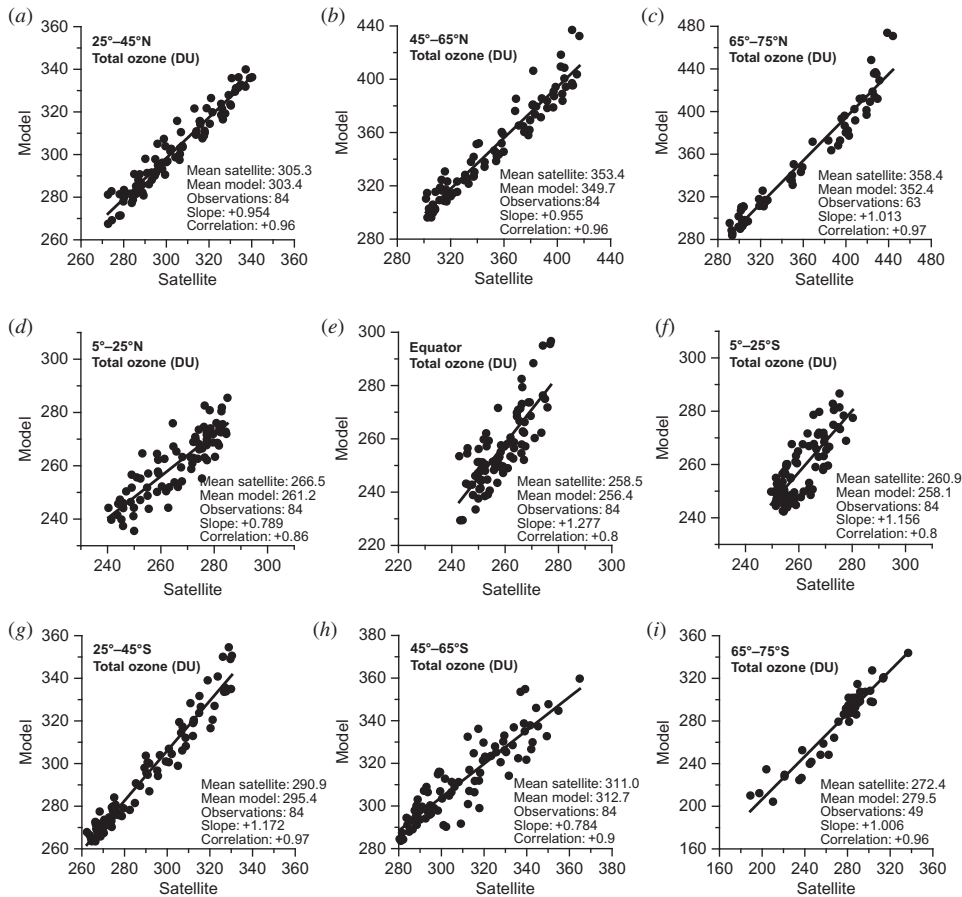 (a)
25°–45°N
Total ozone (DU)
Mean satellite: 305.3
Mean model: 303.4
Observations: 84
Slope: +0.954
Correlation: +0.96
360
340
320
300
280
260
260 280 300 320 340 360
Model
Satellite
(b)
45°–65°N
Total ozone (DU)
Mean satellite: 353.4
Mean model: 349.7
Observations: 84
Slope: +0.955
Correlation: +0.96
440
400
360
320
280
280 320 360 400 440
Model
Satellite
(c)
65°–75°N
Total ozone (DU)
Mean satellite: 358.4
Mean model: 352.4
Observations: 63
Slope: +1.013
Correlation: +0.97
480
440
400
360
320
280
280 320 360 400 440 480
Model
Satellite
(d)
5°–25°N
Total ozone (DU)
Mean satellite: 266.5
Mean model: 261.2
Observations: 84
Slope: +0.789
Correlation: +0.86
300
280
260
240
240 260 280 300
Model
Satellite
(e)
Equator
Total ozone (DU)
Mean satellite: 258.5
Mean model: 256.4
Observations: 84
Slope: +1.277
Correlation: +0.8
300
280
260
240
220
220 240 260 280 300
Model
Satellite
(f)
5°–25°S
Total ozone (DU)
Mean satellite: 260.9
Mean model: 258.1
Observations: 84
Slope: +1.156
Correlation: +0.8
300
280
260
240
240 260 280 300
Model
Satellite
(g)
25°–45°S
Total ozone (DU)
Mean satellite: 290.9
Mean model: 295.4
Observations: 84
Slope: +1.172
Correlation: +0.97
360
340
320
300
280
260
260 280 300 320 340 360
Model
Satellite
(h)
45°–65°S
Total ozone (DU)
Mean satellite: 311.0
Mean model: 312.7
Observations: 84
Slope: +0.784
Correlation: +0.9
380
360
340
320
300
280
280 300 320 340 360 380
Model
Satellite
(i)
65°–75°S
Total ozone (DU)
Mean satellite: 272.4
Mean model: 279.5
Observations: 49
Slope: +1.006
Correlation: +0.96
360
320
280
240
200
160
160 200 240 280 320 360
Model
Satellite